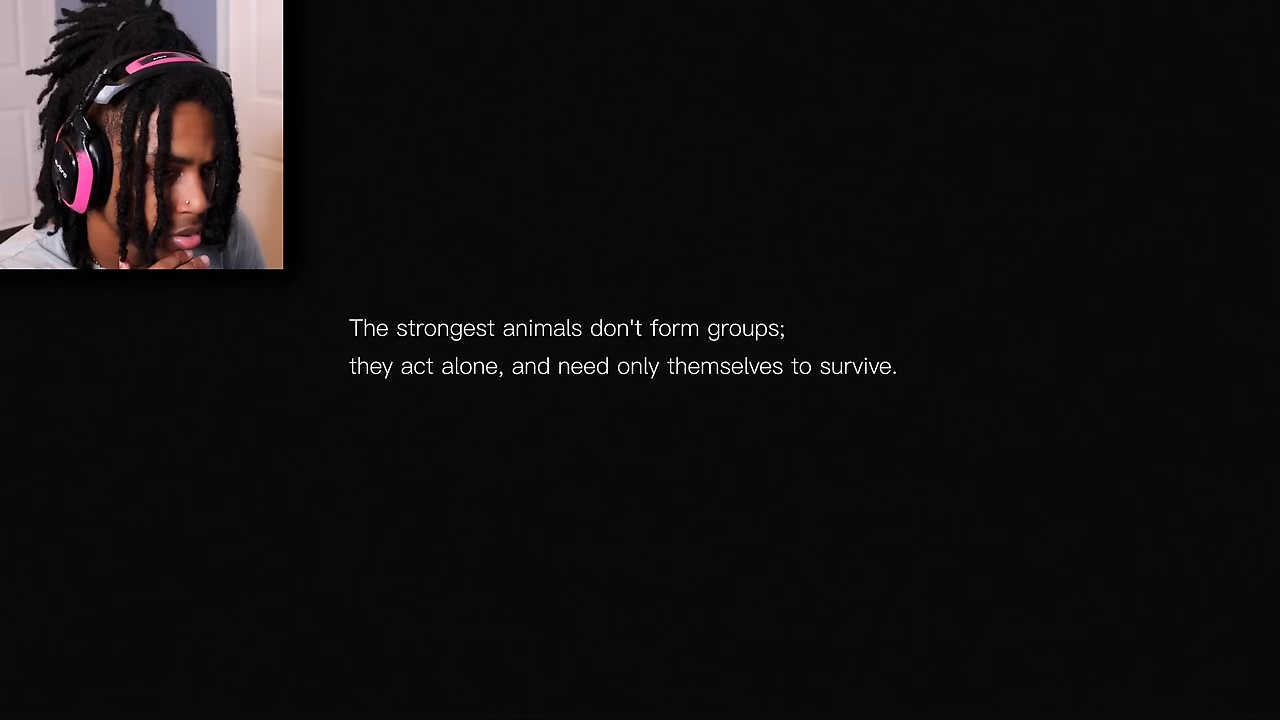 The strongest animals don't form groups;
they act alone, and need only themselves to survive.